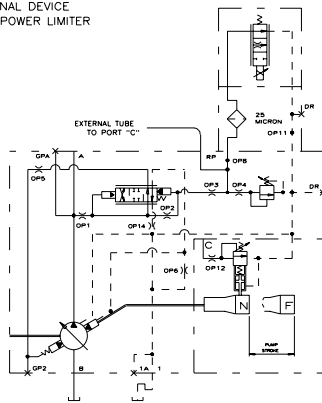 NAL DEVICE
POWER LIMITER
EXTERNAL TUBE
TO PORT "C"
25
MICRON
DR
OP11
GPA
A
RP
OP8
OP5
OP3
OP4
DR
OP2
OP1
OP14
C
OP6
OP12
N
F
PUMP
STROKE
GP2
B
1A
1